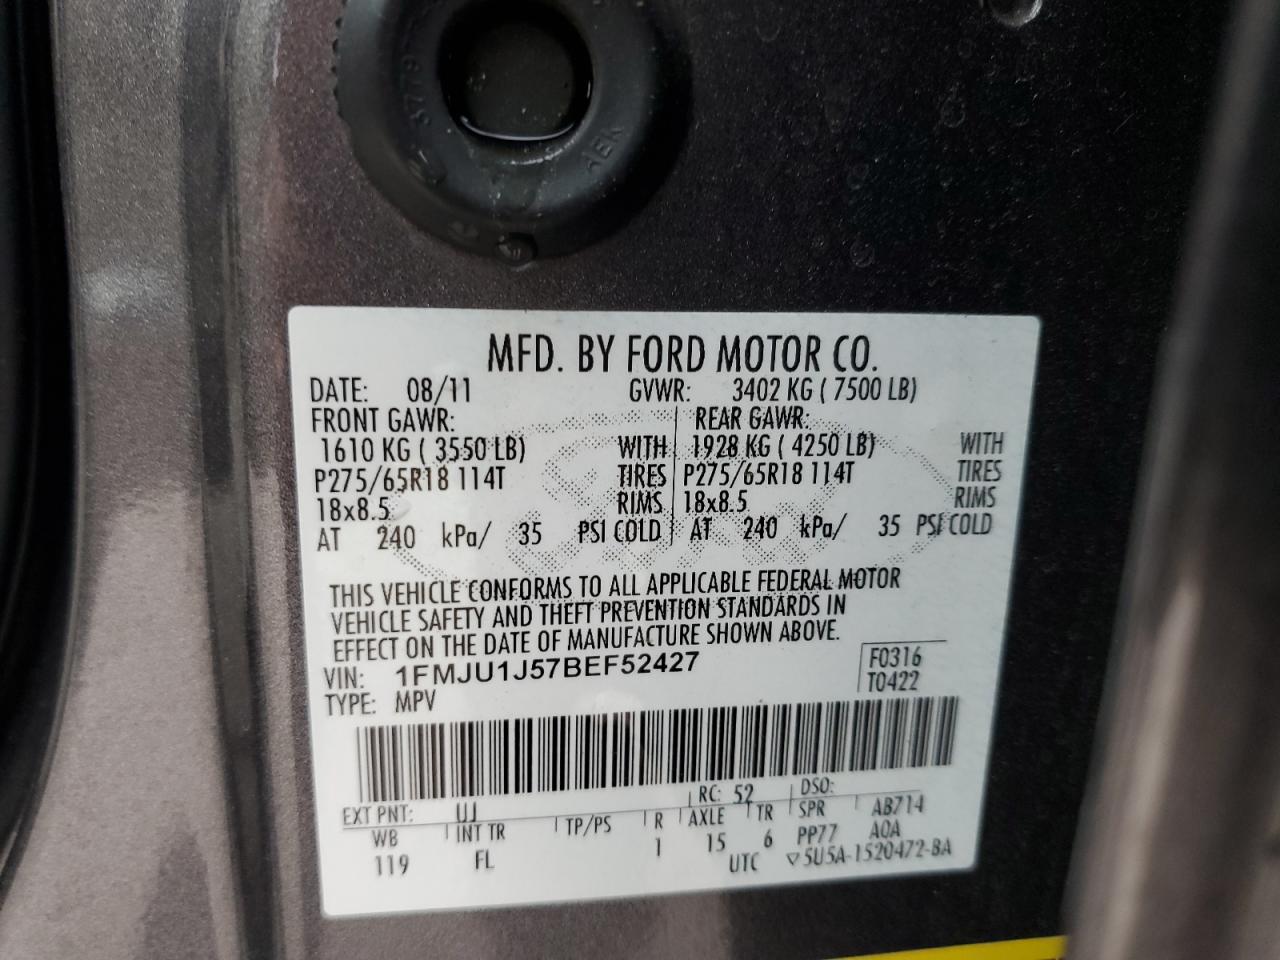 3779
AEK
MFD. BY FORD MOTOR CO.
DATE: 08/11 GVWR: 3402 KG ( 7500 LB)
FRONT GAWR: REAR GAWR:
1610 KG ( 3550 LB) WITH 1928 KG ( 4250 LB) WITH
P275/65R18 114T TIRES P275/65R18 114T TIRES
18x8.5 RIMS 18x8.5 RIMS
AT 240 kPa/ 35 PSI COLD AT 240 kPa/ 35 PSI COLD
THIS VEHICLE CONFORMS TO ALL APPLICABLE FEDERAL MOTOR
VEHICLE SAFETY AND THEFT PREVENTION STANDARDS IN
EFFECT ON THE DATE OF MANUFACTURE SHOWN ABOVE.
VIN: 1FMJU1J57BEF52427 F0316
TYPE: MPV T0422
EXT PNT: UJ RC: 52 DSO:
WB INT TR TP/PS R AXLE TR SPR AB714
119 FL 1 15 6 PP77 AOA
UTC ▽5U5A-1520472-BA